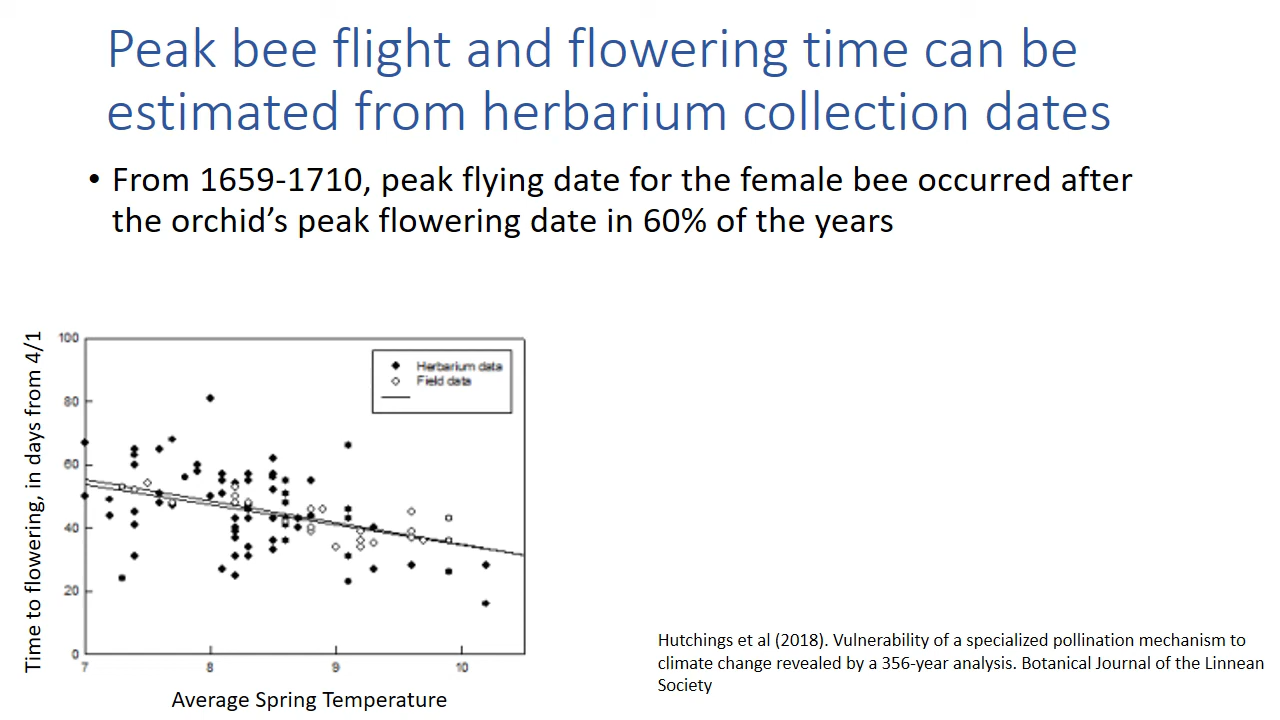 Peak bee flight and flowering time can be
estimated from herbarium collection dates
• From 1659-1710, peak flying date for the female bee occurred after
the orchid’s peak flowering date in 60% of the years
Time to flowering, in days from 4/1
100
80
60
40
20
0
Herbarium data
Field data
7 8 9 10
Average Spring Temperature
Hutchings et al (2018). Vulnerability of a specialized pollination mechanism to
climate change revealed by a 356-year analysis. Botanical Journal of the Linnean
Society